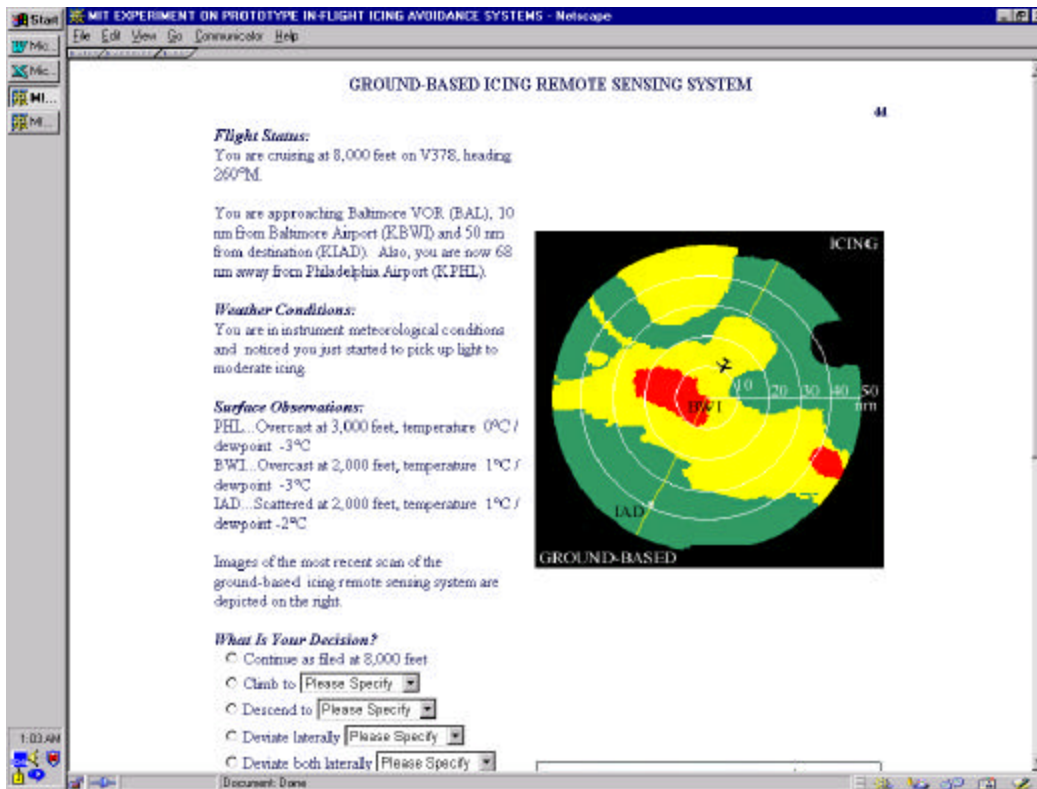 Start
MIT EXPERIMENT ON PROTOTYPE IN-FLIGHT ICING AVOIDANCE SYSTEMS - Netscape
Mic...
File Edit View Go Communicator Help
Mic...
MI...
MI...
GROUND-BASED ICING REMOTE SENSING SYSTEM
44
Flight Status:
You are cruising at 8,000 feet on V378, heading
260°M.
You are approaching Baltimore VOR (BAL), 10
nm from Baltimore Airport (KBWI) and 50 nm
from destination (KIAD). Also, you are now 68
nm away from Philadelphia Airport (KPHL).
Weather Conditions:
You are in instrument meteorological conditions
and noticed you just started to pick up light to
moderate icing.
Surface Observations:
PHL...Overcast at 3,000 feet, temperature 0°C /
dewpoint -3°C
BWI...Overcast at 2,000 feet, temperature 1°C /
dewpoint -3°C
IAD...Scattered at 2,000 feet, temperature 1°C /
dewpoint -2°C
Images of the most recent scan of the
ground-based icing remote sensing system are
depicted on the right.
ICING
10 20 30 40 50
nm
BWI
IAD
GROUND-BASED
What Is Your Decision?
Continue as filed at 8,000 feet
Climb to Please Specify
Descend to Please Specify
Deviate laterally Please Specify
Deviate both laterally Please Specify
1:03 AM
Document: Done